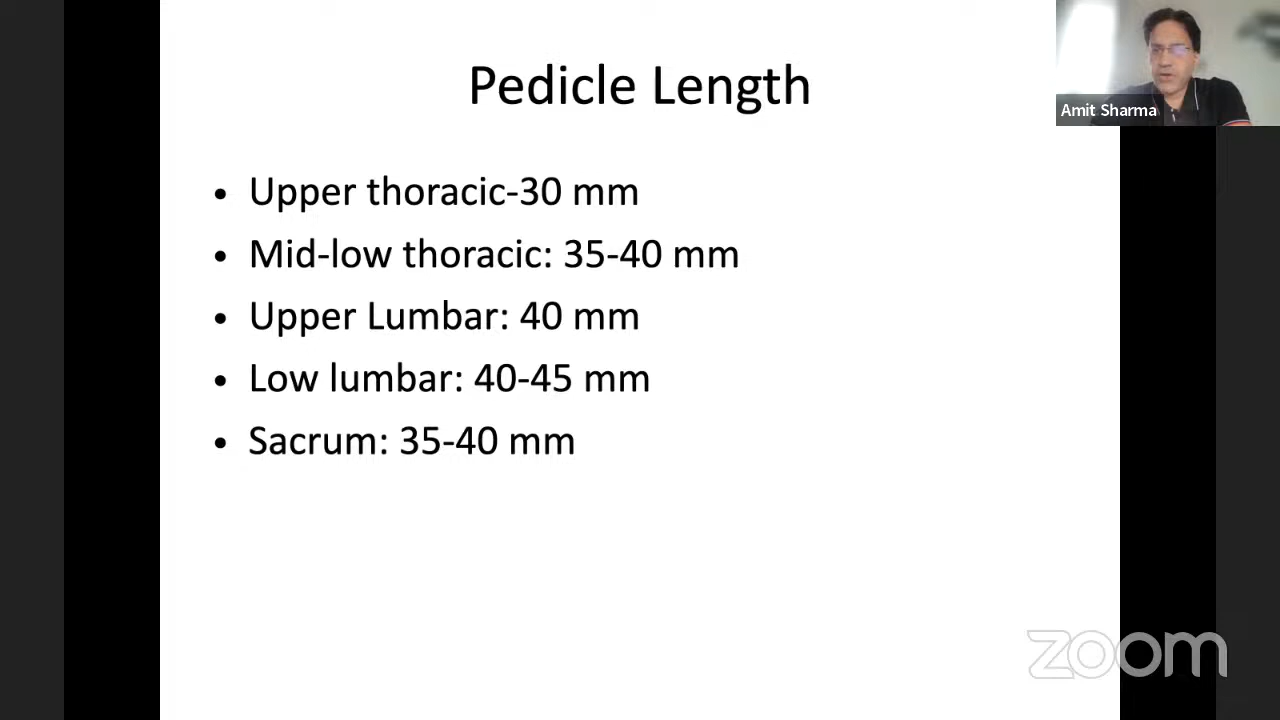 Pedicle Length
Amit Sharma
• Upper thoracic-30 mm
• Mid-low thoracic: 35-40 mm
• Upper Lumbar: 40 mm
• Low lumbar: 40-45 mm
• Sacrum: 35-40 mm
zoom